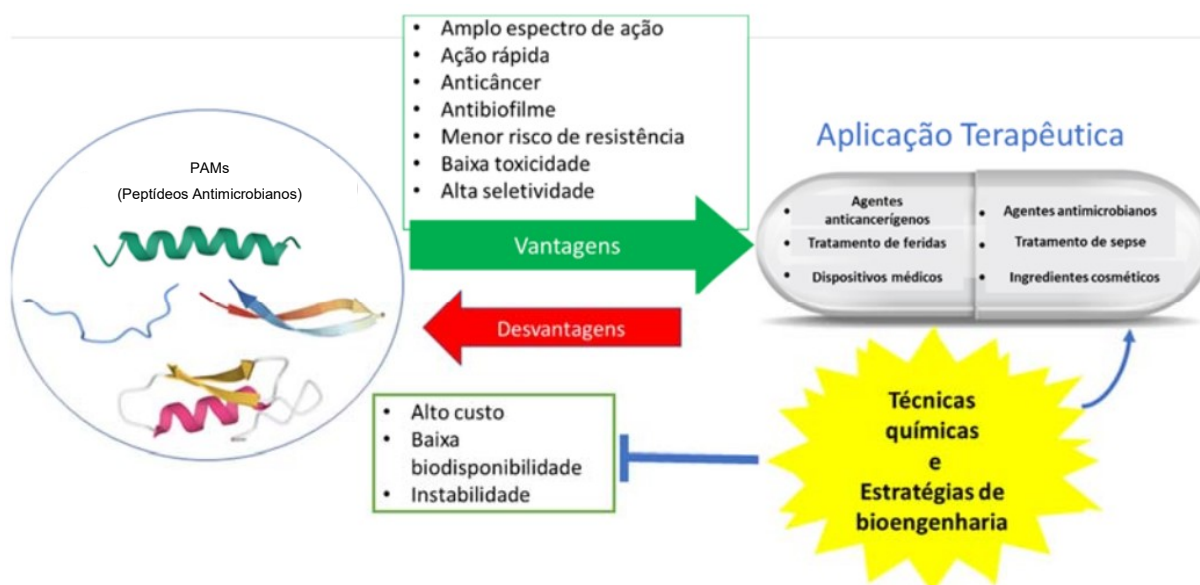 PAMs
(Peptídeos Antimicrobianos)
• Amplo espectro de ação
• Ação rápida
• Anticâncer
• Antibiofilme
• Menor risco de resistência
• Baixa toxicidade
• Alta seletividade
Vantagens
Desvantagens
• Alto custo
• Baixa
biodisponibilidade
• Instabilidade
Aplicação Terapêutica
• Agentes
anticancerígenos
• Tratamento de feridas
• Dispositivos médicos
• Agentes antimicrobianos
• Tratamento de sepse
• Ingredientes cosméticos
Técnicas
químicas
e
Estratégias de
bioengenharia